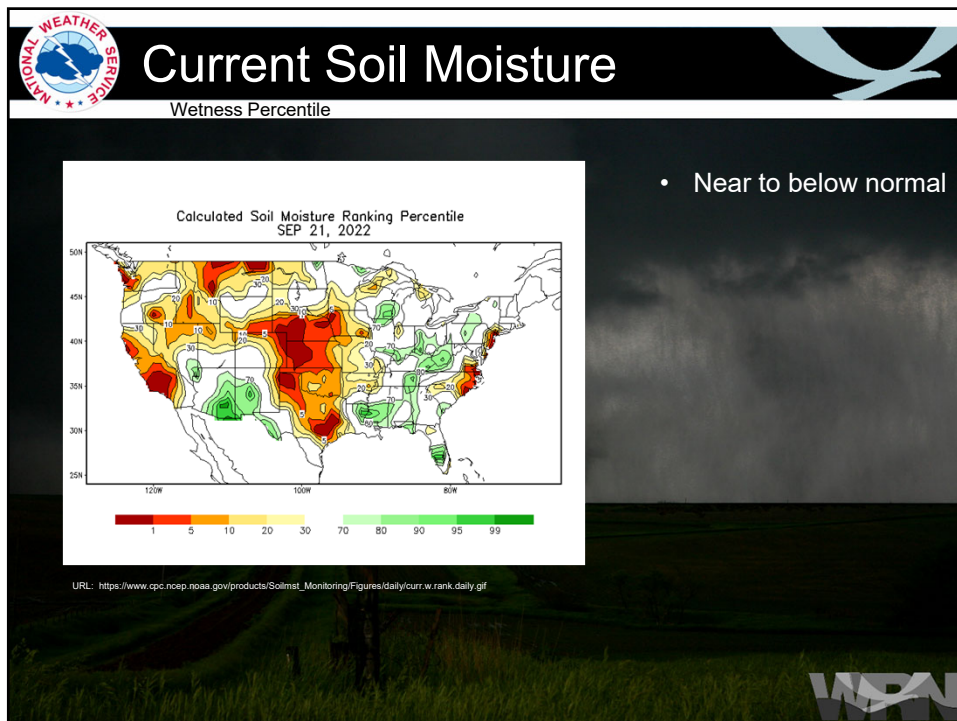 NATIONAL WEATHER SERVICE
Current Soil Moisture
Wetness Percentile
• Near to below normal
Calculated Soil Moisture Ranking Percentile
SEP 21, 2022
50N
45N
40N
35N
30N
25N
120W 100W 80W
1 5 10 20 30 70 80 90 95 99
URL: https://www.cpc.ncep.noaa.gov/products/Soilmst_Monitoring/Figures/daily/curr.w.rank.daily.gif
WRN